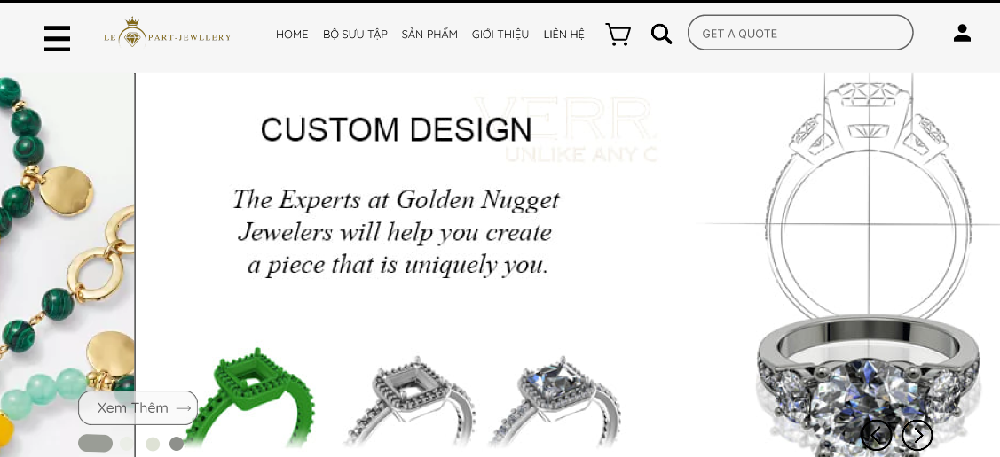 LE PART-JEWLLERY
HOME BỘ SƯU TẬP SẢN PHẨM GIỚI THIỆU LIÊN HỆ
GET A QUOTE
VERR
UNLIKE ANY C
CUSTOM DESIGN
The Experts at Golden Nugget
Jewelers will help you create
a piece that is uniquely you.
Xem Thêm →